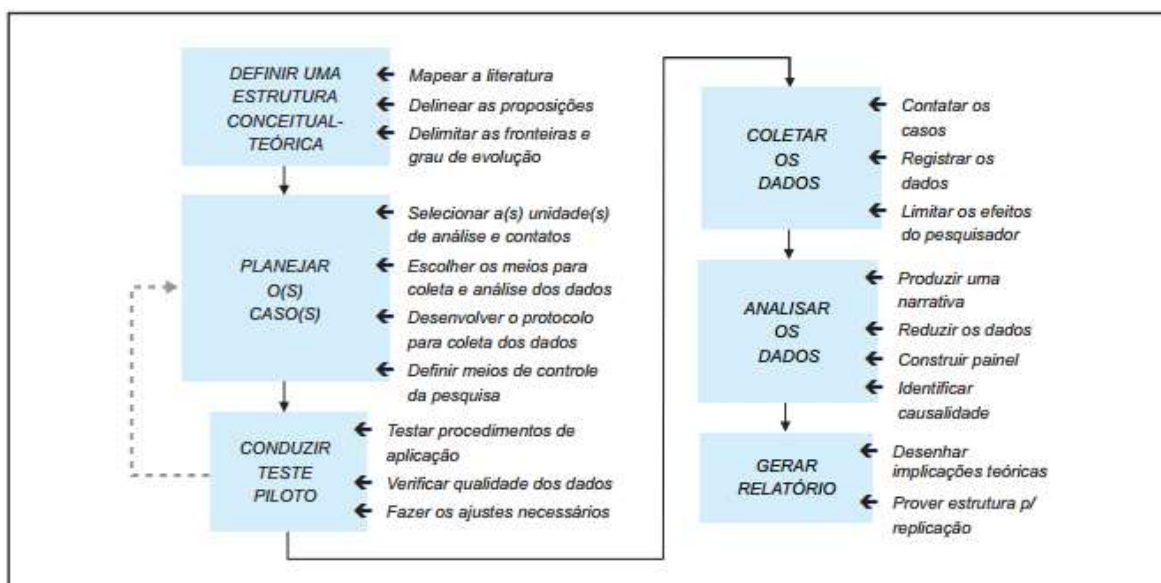 DEFINIR UMA
ESTRUTURA
CONCEITUAL-
TEÓRICA
Mapear a literatura
Delinear as proposições
Delimitar as fronteiras e
grau de evolução
PLANEJAR
O(S)
CASO(S)
Selecionar a(s) unidade(s)
de análise e contatos
Escolher os meios para
coleta e análise dos dados
Desenvolver o protocolo
para coleta dos dados
Definir meios de controle
da pesquisa
CONDUZIR
TESTE
PILOTO
Testar procedimentos de
aplicação
Verificar qualidade dos dados
Fazer os ajustes necessários
COLETAR
OS
DADOS
Contatar os
casos
Registrar os
dados
Limitar os efeitos
do pesquisador
ANALISAR
OS
DADOS
Produzir uma
narrativa
Reduzir os dados
Construir painel
Identificar
causalidade
GERAR
RELATÓRIO
Desenhar
implicações teóricas
Prover estrutura p/
replicação